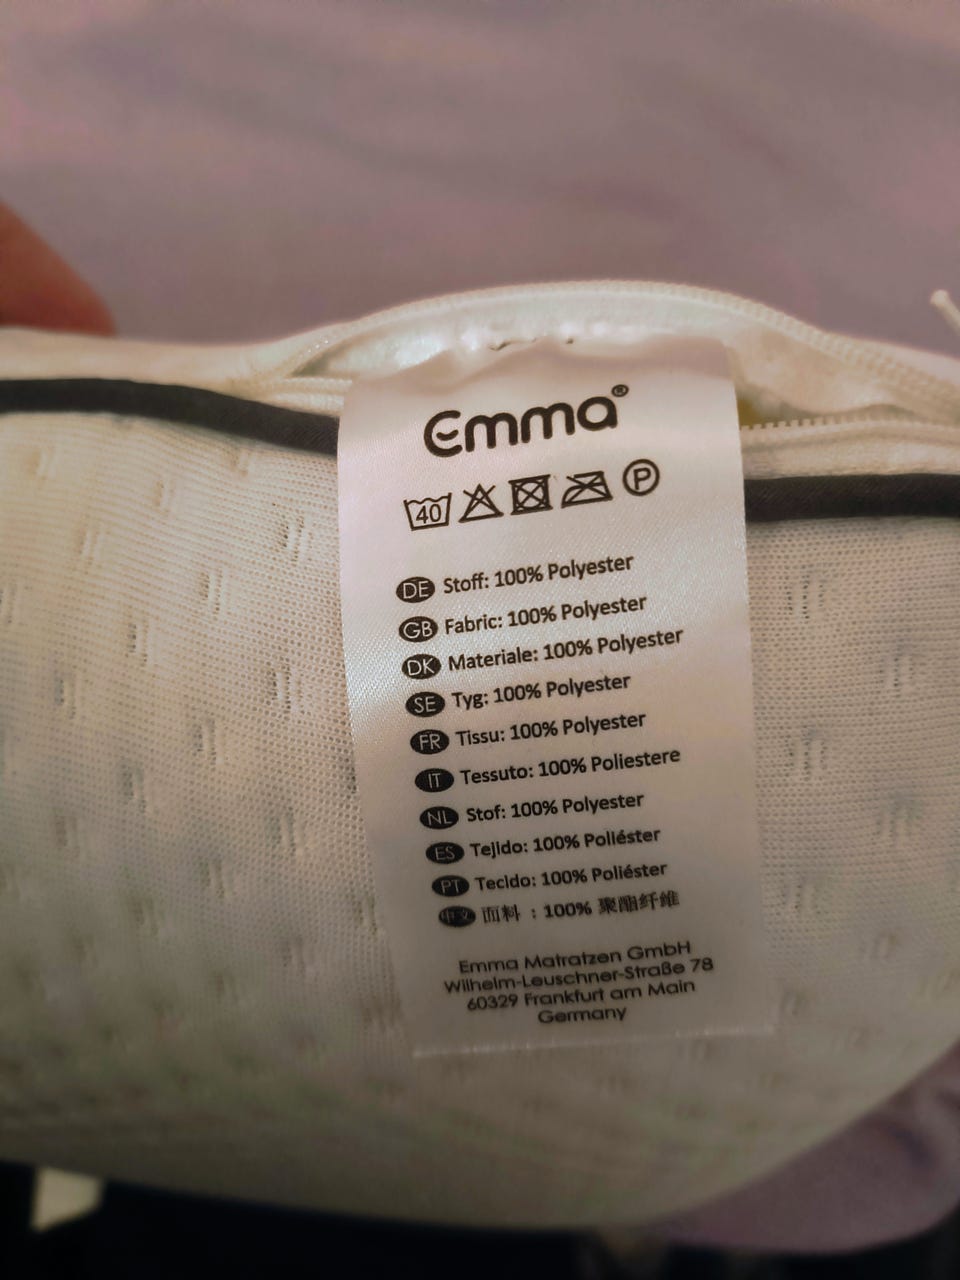 Emma®
40 P
DE Stoff: 100% Polyester
GB Fabric: 100% Polyester
DK Materiale: 100% Polyester
SE Tyg: 100% Polyester
FR Tissu: 100% Polyester
IT Tessuto: 100% Poliestere
NL Stof: 100% Polyester
ES Tejido: 100% Poliéster
PT Tecido: 100% Poliéster
中文 面料：100% 聚酯纤维
Emma Matratzen GmbH
Wilhelm-Leuschner-Straße 78
60329 Frankfurt am Main
Germany